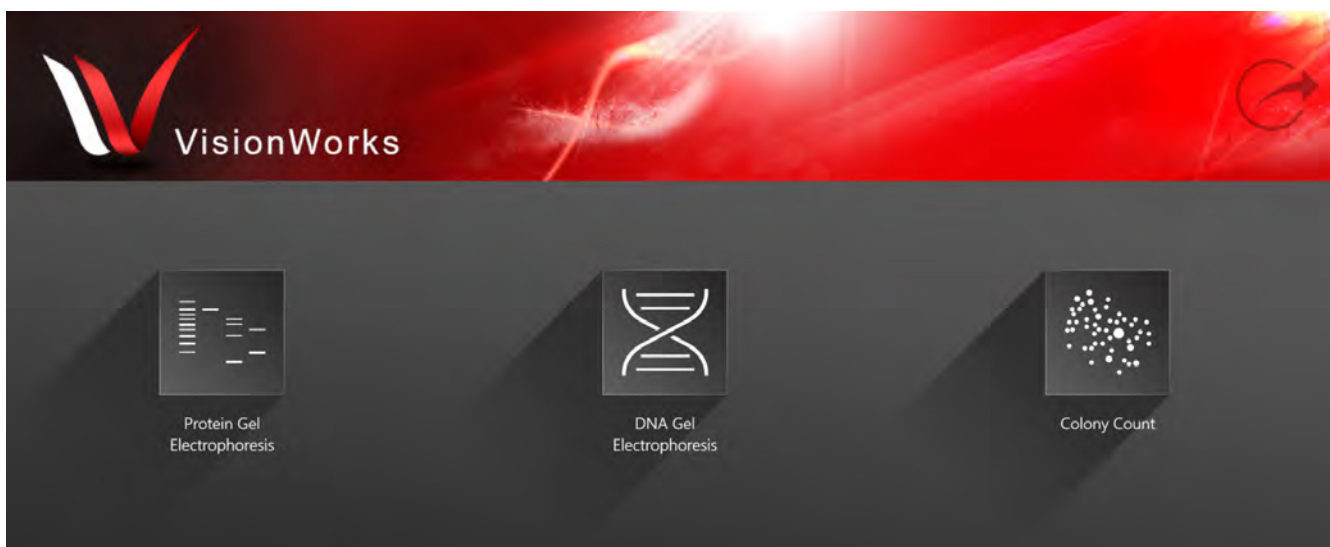 VisionWorks
Protein Gel
Electrophoresis
DNA Gel
Electrophoresis
Colony Count